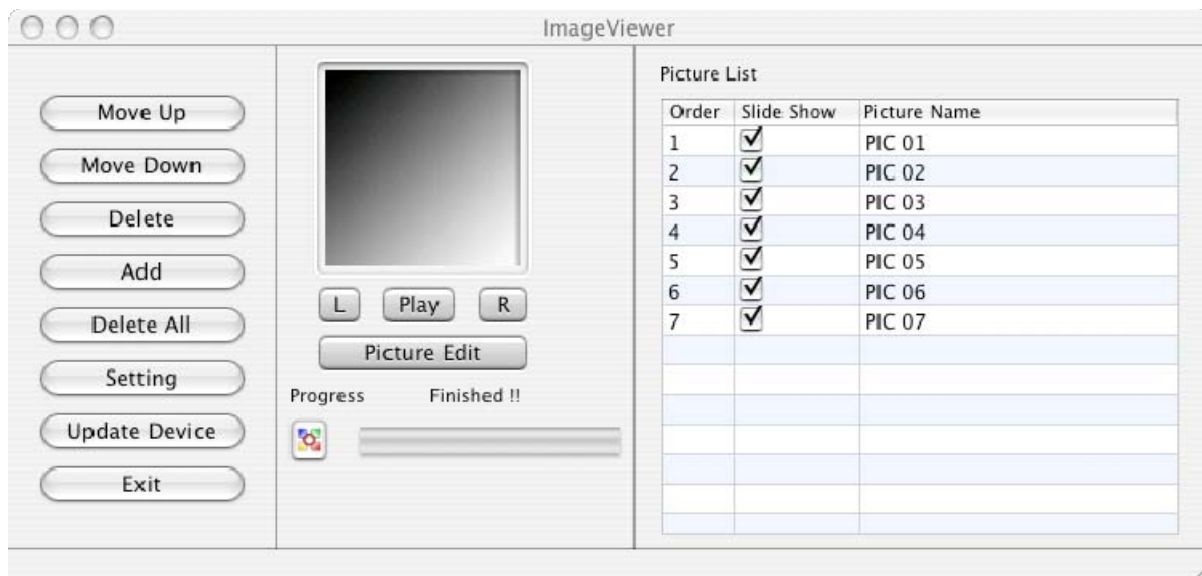 ImageViewer
Move Up
Move Down
Delete
Add
Delete All
Setting
Update Device
Exit
L Play R
Picture Edit
Progress Finished !!
Picture List
Order Slide Show Picture Name
1 PIC 01
2 PIC 02
3 PIC 03
4 PIC 04
5 PIC 05
6 PIC 06
7 PIC 07